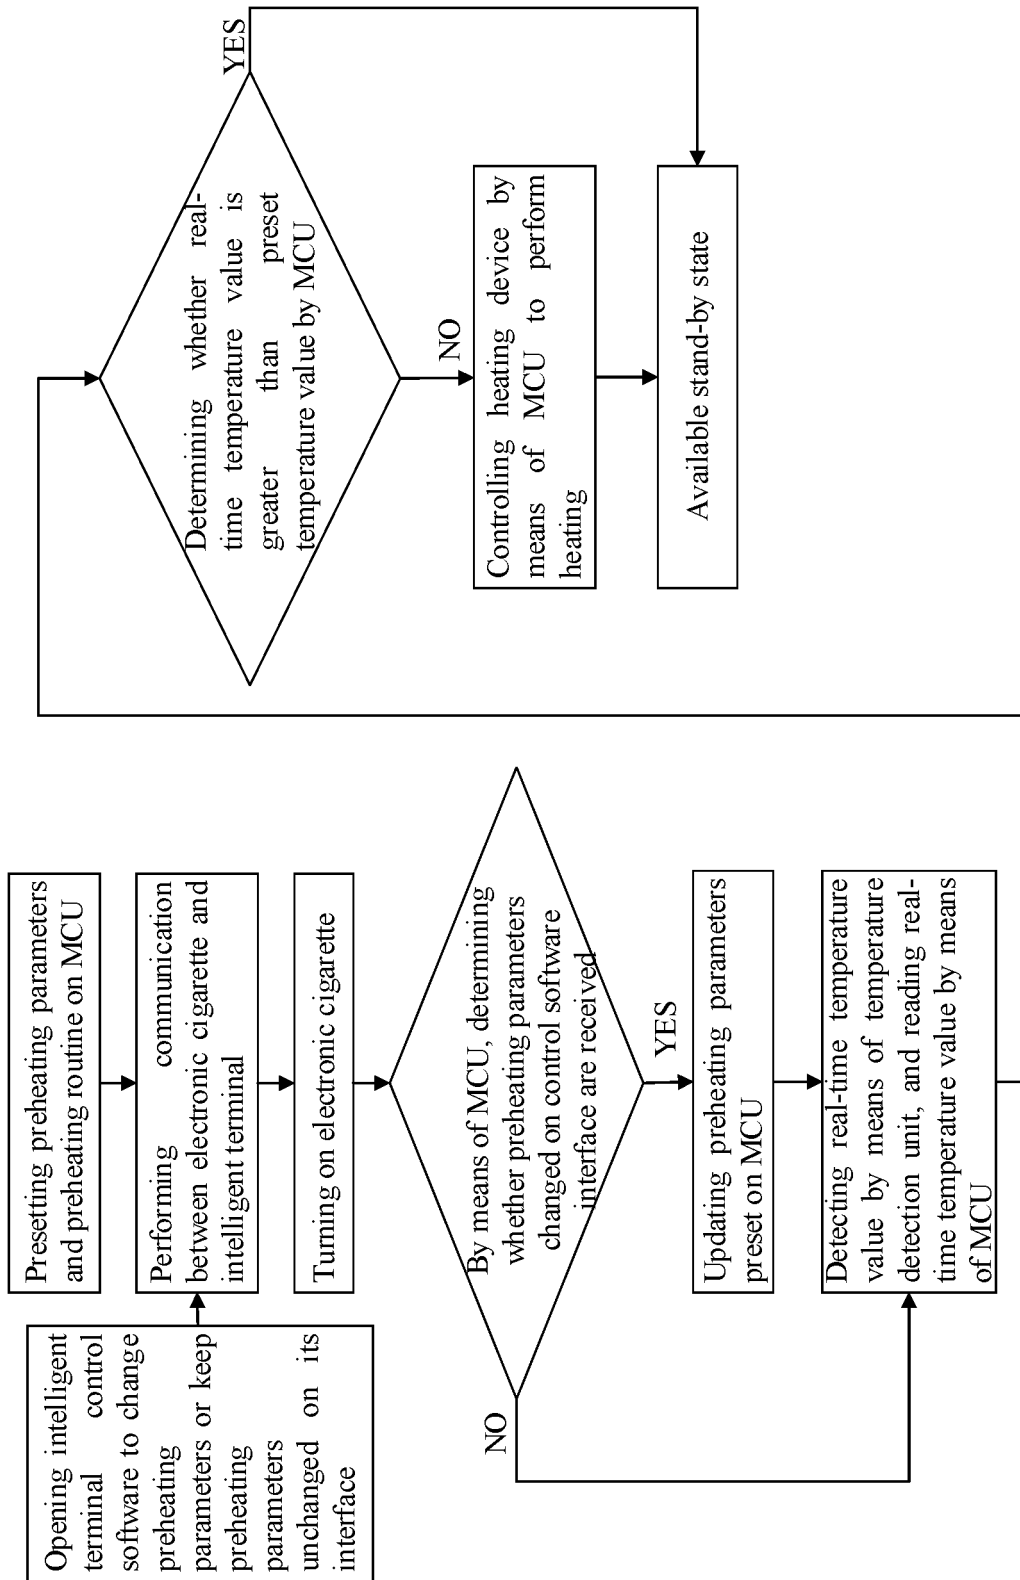 Opening intelligent
terminal control
software to change
preheating
parameters or keep
preheating
parameters
unchanged on its
interface
Presetting preheating parameters
and preheating routine on MCU
Performing communication
between electronic cigarette and
intelligent terminal
Turning on electronic cigarette
By means of MCU, determining
whether preheating parameters
changed on control software
interface are received
NO
YES
Updating preheating parameters
preset on MCU
Detecting real-time temperature
value by means of temperature
detection unit, and reading real-
time temperature value by means
of MCU
Determining whether real-
time temperature value is
greater than preset
temperature value by MCU
YES
NO
Controlling heating device by
means of MCU to perform
heating
Available stand-by state